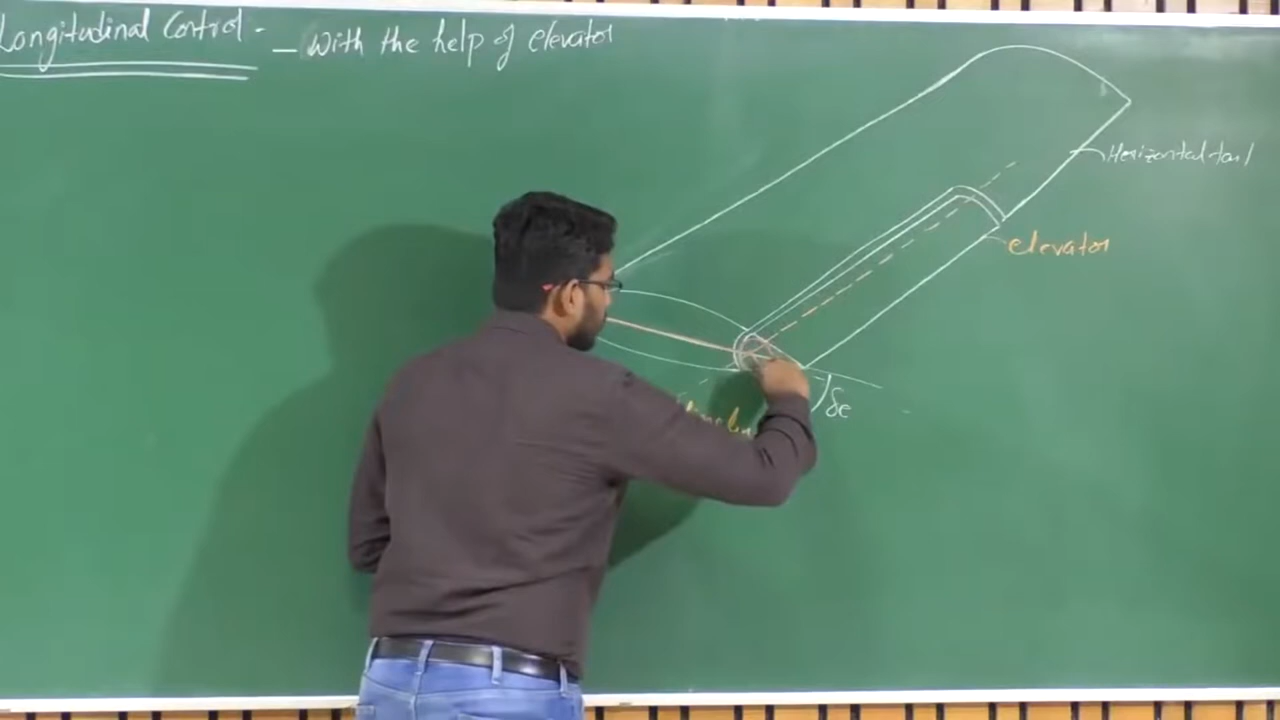 Longitudinal Control - — With the help of elevator
Horizontal tail
elevator
δe